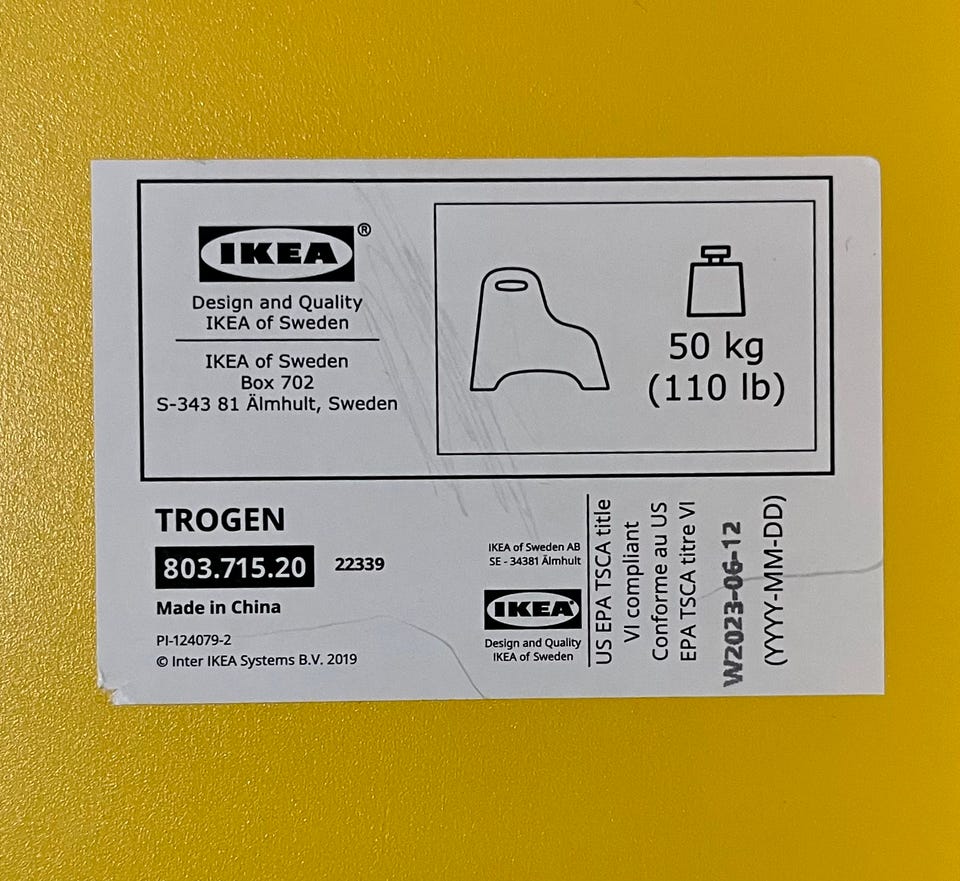 IKEA®
Design and Quality
IKEA of Sweden
IKEA of Sweden
Box 702
S-343 81 Älmhult, Sweden
50 kg
(110 lb)
TROGEN
803.715.20 22339
Made in China
PI-124079-2
© Inter IKEA Systems B.V. 2019
IKEA of Sweden AB
SE - 34381 Älmhult
IKEA®
Design and Quality
IKEA of Sweden
US EPA TSCA title
VI compliant
Conforme au US
EPA TSCA titre VI
W2023-06-12
(YYYY-MM-DD)